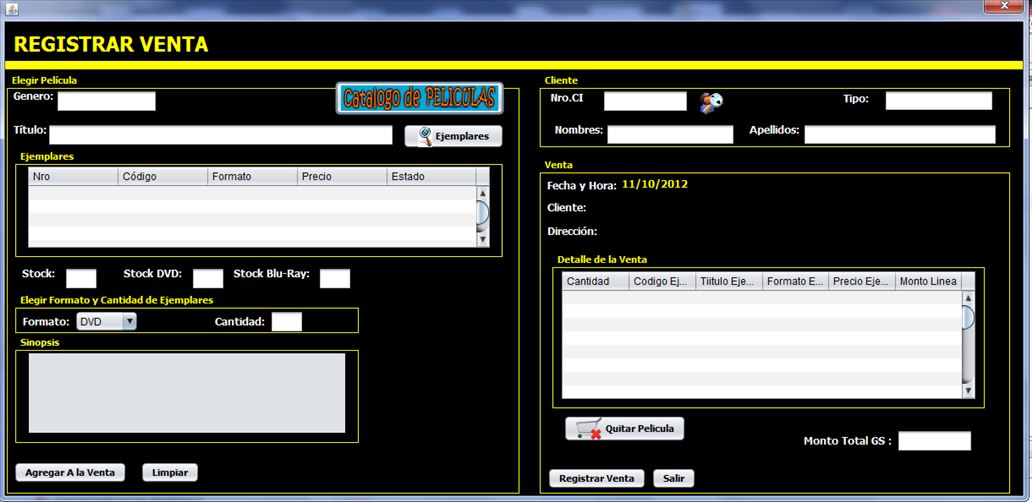 REGISTRAR VENTA
Elegir Película
Genero:
Catalogo de PELICULAS
Título:
Ejemplares
Ejemplares
Nro Código Formato Precio Estado
Stock: Stock DVD: Stock Blu-Ray:
Elegir Formato y Cantidad de Ejemplares
Formato: DVD Cantidad:
Sinopsis
Agregar A la Venta Limpiar
Cliente
Nro.CI Tipo:
Nombres: Apellidos:
Venta
Fecha y Hora: 11/10/2012
Cliente:
Dirección:
Detalle de la Venta
Cantidad Codigo Ej... Tiitulo Eje... Formato E... Precio Eje... Monto Linea
Quitar Pelicula
Monto Total GS :
Registrar Venta Salir